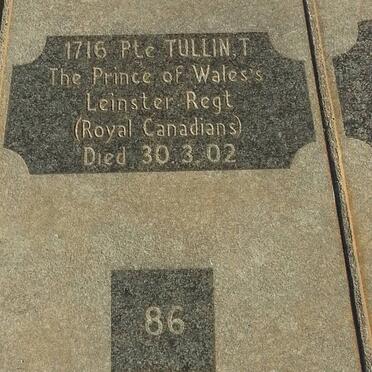 1716 Pte TULLIN.T
The Prince of Wales's
Leinster Regt
(Royal Canadians)
Died 30.3.02
86